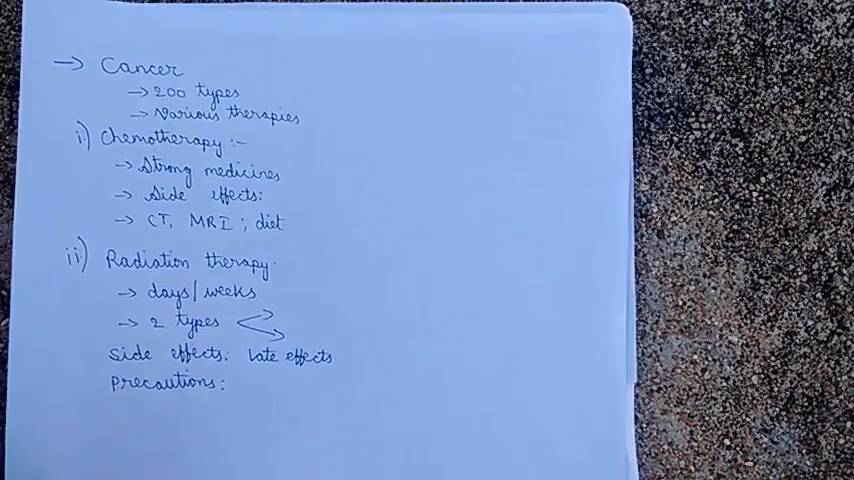 → Cancer
→ 200 types
→ Various therapies
i) Chemotherapy :-
→ Strong medicines
→ Side effects:
→ CT, MRI ; diet
ii) Radiation therapy.
→ days/weeks
→ 2 types
Side effects. Late effects
Precautions: